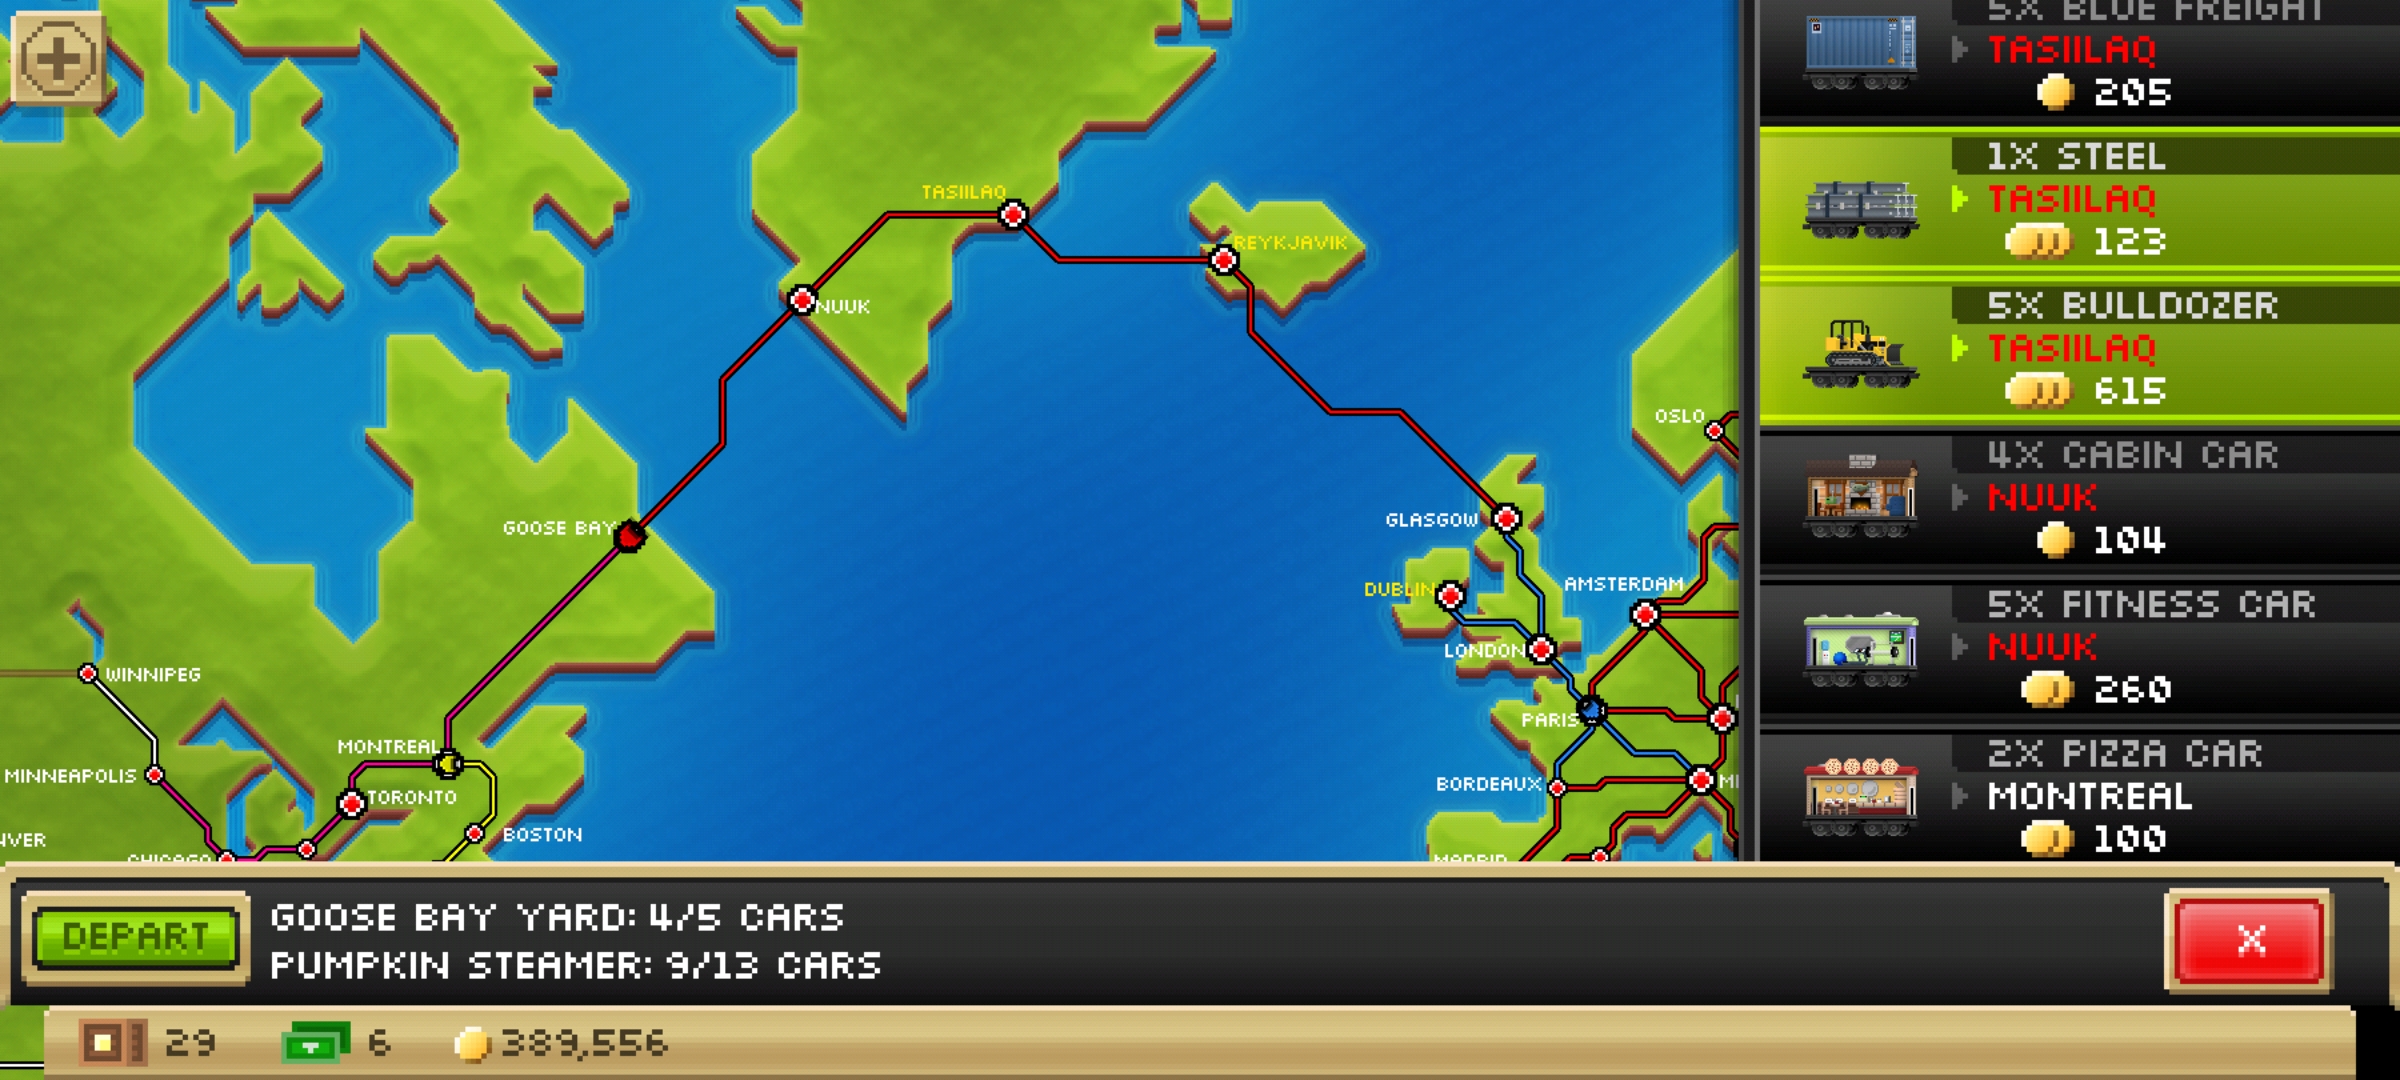 5X BLUE FREIGHT
TASIILAQ
205
1X STEEL
TASIILAQ
123
5X BULLDOZER
TASIILAQ
615
4X CABIN CAR
NUUK
104
5X FITNESS CAR
NUUK
260
2X PIZZA CAR
MONTREAL
100
TASIILAQ
REYKJAVIK
NUUK
OSLO
GOOSE BAY
GLASGOW
AMSTERDAM
DUBLIN
LONDON
WINNIPEG
PARIS
MONTREAL
MINNEAPOLIS
BORDEAUX
TORONTO
BOSTON
CHICAGO
MADRID
DEPART
GOOSE BAY YARD: 4/5 CARS
PUMPKIN STEAMER: 9/13 CARS
X
29
6
389,556